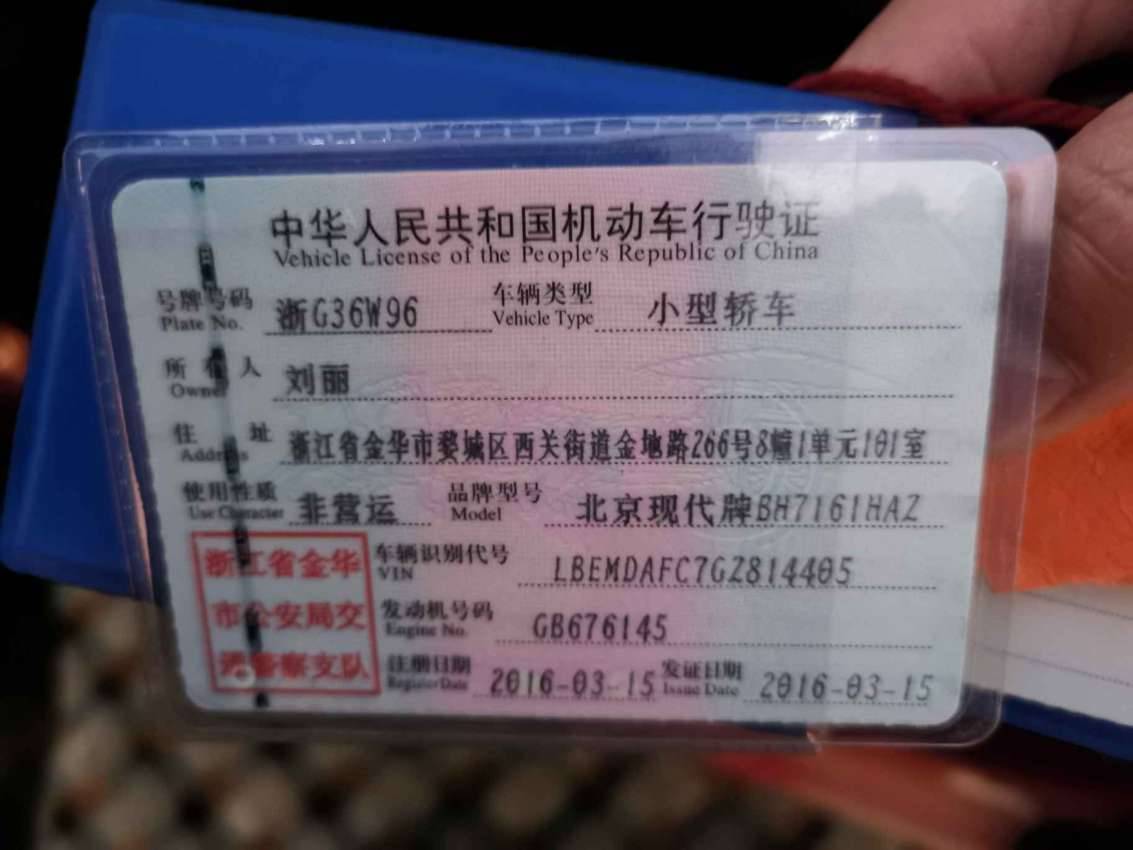 中华人民共和国机动车行驶证
Vehicle License of the People's Republic of China
号牌号码 浙G36W96 车辆类型 小型轿车
Plate No. Vehicle Type
所有人 刘丽
Owner
住址 浙江省金华市婺城区西关街道金地路266号8幢1单元101室
Address
使用性质 非营运 品牌型号 北京现代牌BH7161HAZ
Use Character Model
浙江省金华
市公安局交
通警察支队
车辆识别代号 LBEMDAFC7GZ814405
VIN
发动机号码 GB676145
Engine No.
注册日期 2016-03-15 发证日期 2016-03-15
Register Date Issue Date